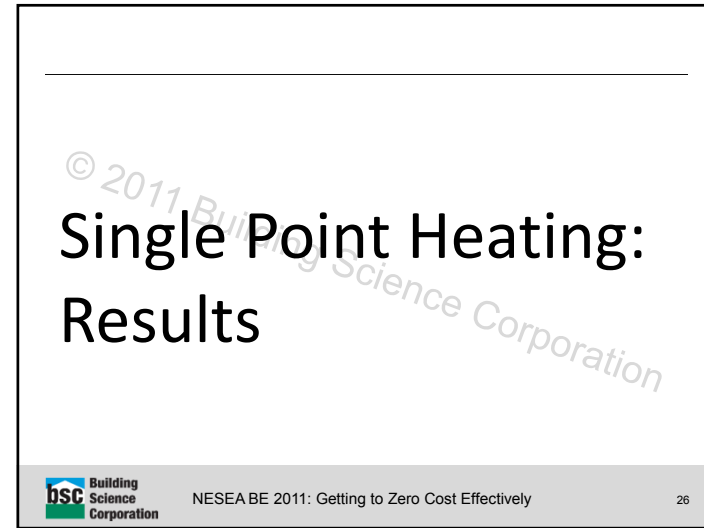 © 2011 Building Science Corporation
Single Point Heating:
Results
bsc Building
Science
Corporation
NESEA BE 2011: Getting to Zero Cost Effectively
26